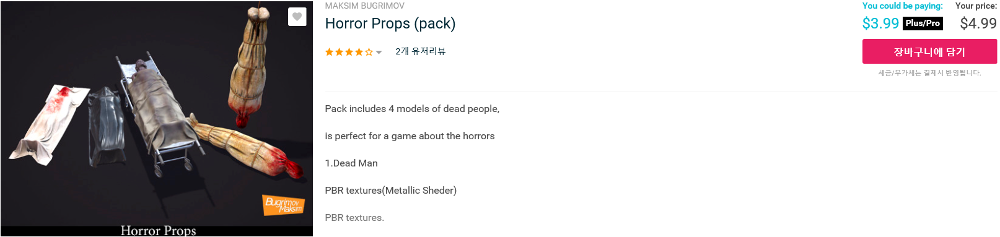 MAKSIM BUGRIMOV
Horror Props (pack)
2개 유저리뷰
You could be paying:
Your price:
$3.99 Plus/Pro
$4.99
장바구니에 담기
세금/부가세는 결제시 반영됩니다.
Pack includes 4 models of dead people,
is perfect for a game about the horrors
1.Dead Man
PBR textures(Metallic Sheder)
PBR textures.
Bugrimov
Maksim
Horror Props